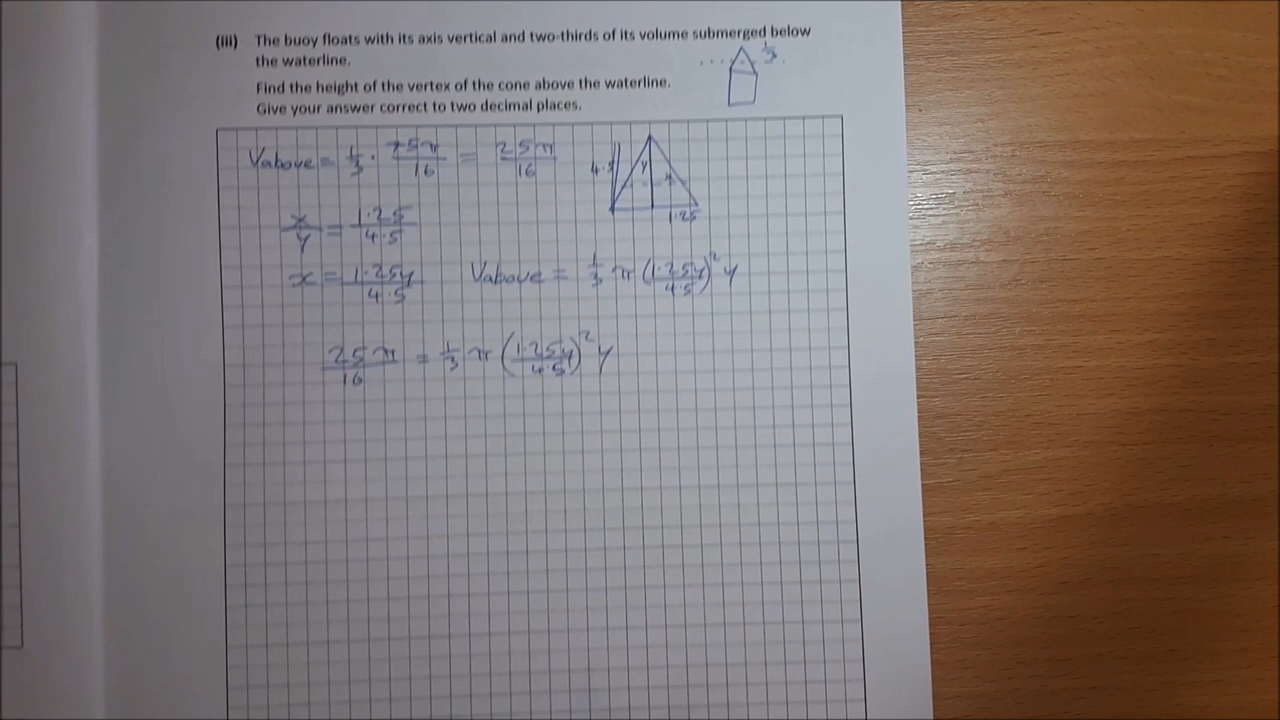 (iii) The buoy floats with its axis vertical and two-thirds of its volume submerged below
the waterline.
Find the height of the vertex of the cone above the waterline.
Give your answer correct to two decimal places.
1/3
Vabove = 1/3 · 75π/16 = 25π/16
4.5
y
x
1.25
x/y = 1.25/4.5
x = 1.25y/4.5 Vabove = 1/3 π (1.25y/4.5)² y
25π/16 = 1/3 π (1.25y/4.5)² y